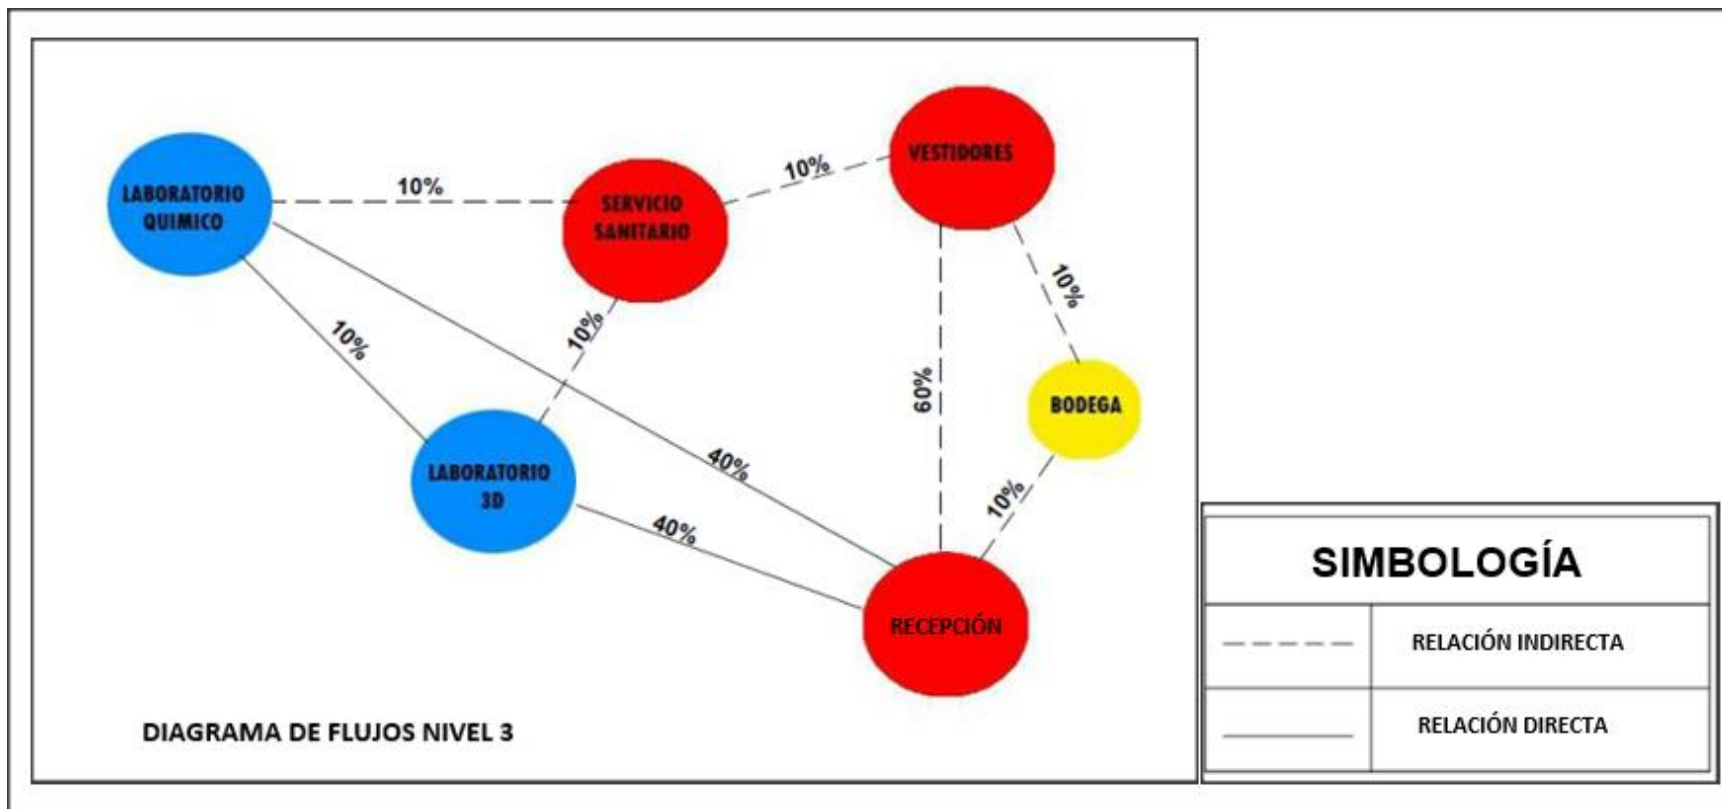 VESTIDORES
10%
10%
LABORATORIO
QUIMICO
SERVICIO
SANITARIO
10%
10%
10%
60%
BODEGA
40%
LABORATORIO
3D
10%
40%
RECEPCIÓN
DIAGRAMA DE FLUJOS NIVEL 3
SIMBOLOGÍA
RELACIÓN INDIRECTA
RELACIÓN DIRECTA